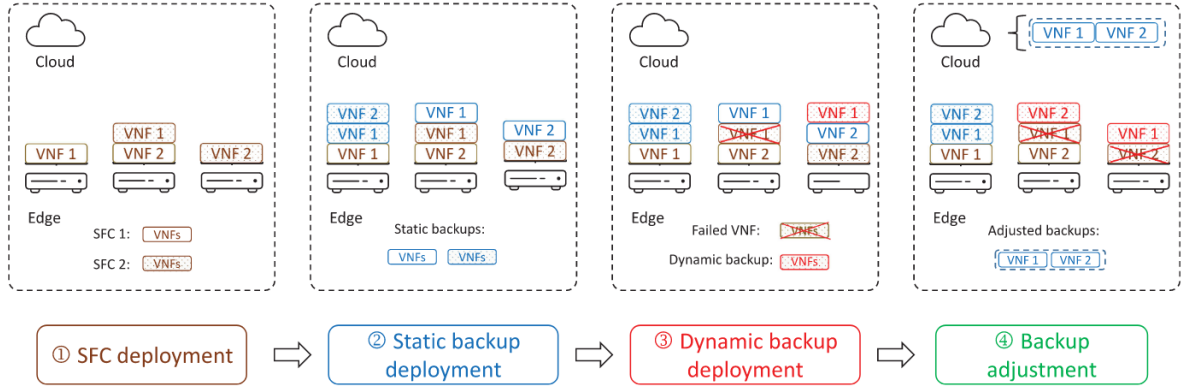 Cloud
VNF 1
VNF 1 VNF 2 VNF 2
Edge
SFC 1: VNFs
SFC 2: VNFs
① SFC deployment
Cloud
VNF 2 VNF 1
VNF 1 VNF 1 VNF 2
VNF 1 VNF 2 VNF 2
Edge
Static backups:
VNFs VNFs
② Static backup
deployment
Cloud
VNF 2 VNF 1 VNF 1
VNF 1 VNF 1 VNF 2
VNF 1 VNF 2 VNF 2
Edge
Failed VNF: VNFs
Dynamic backup: VNFs
③ Dynamic backup
deployment
VNF 1 VNF 2
Cloud
VNF 2 VNF 2
VNF 1 VNF 1 VNF 1
VNF 1 VNF 2 VNF 2
Edge
Adjusted backups:
VNF 1 VNF 2
④ Backup
adjustment